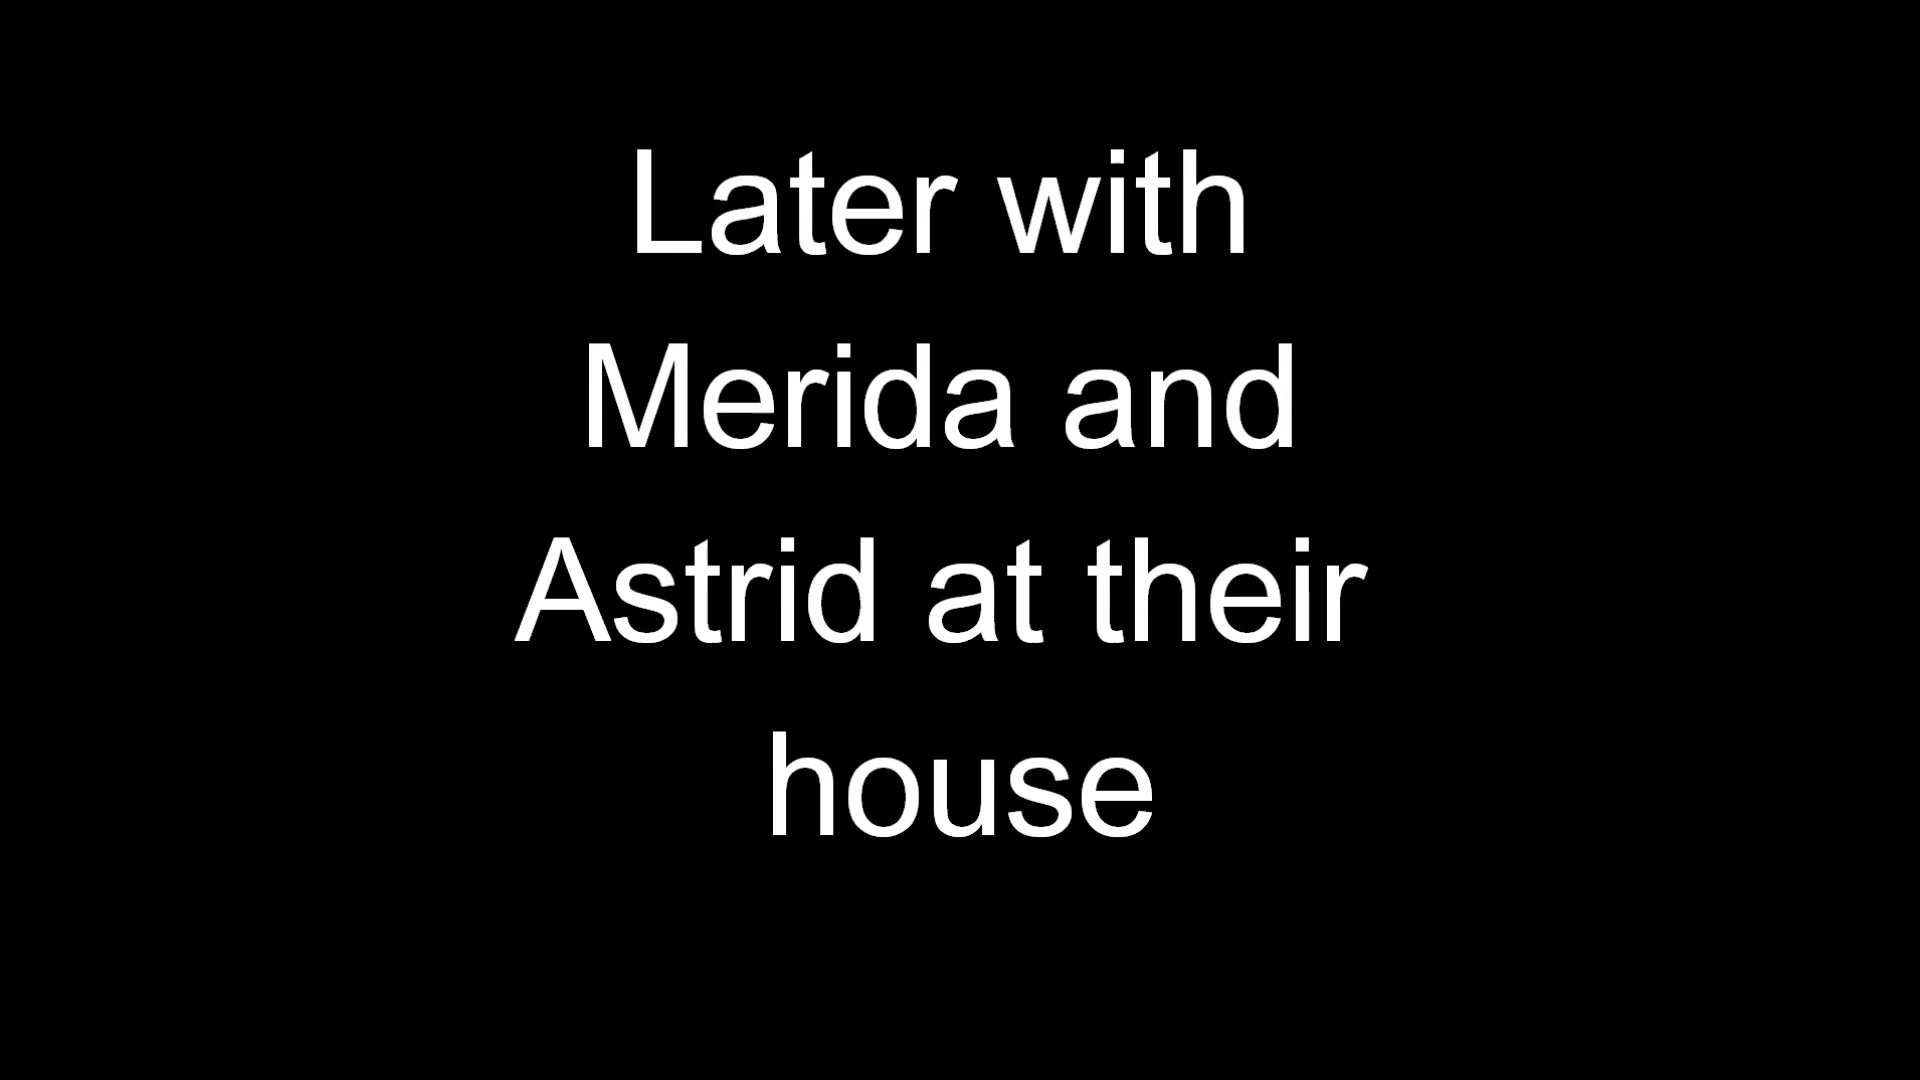 Later with
Merida and
Astrid at their
house